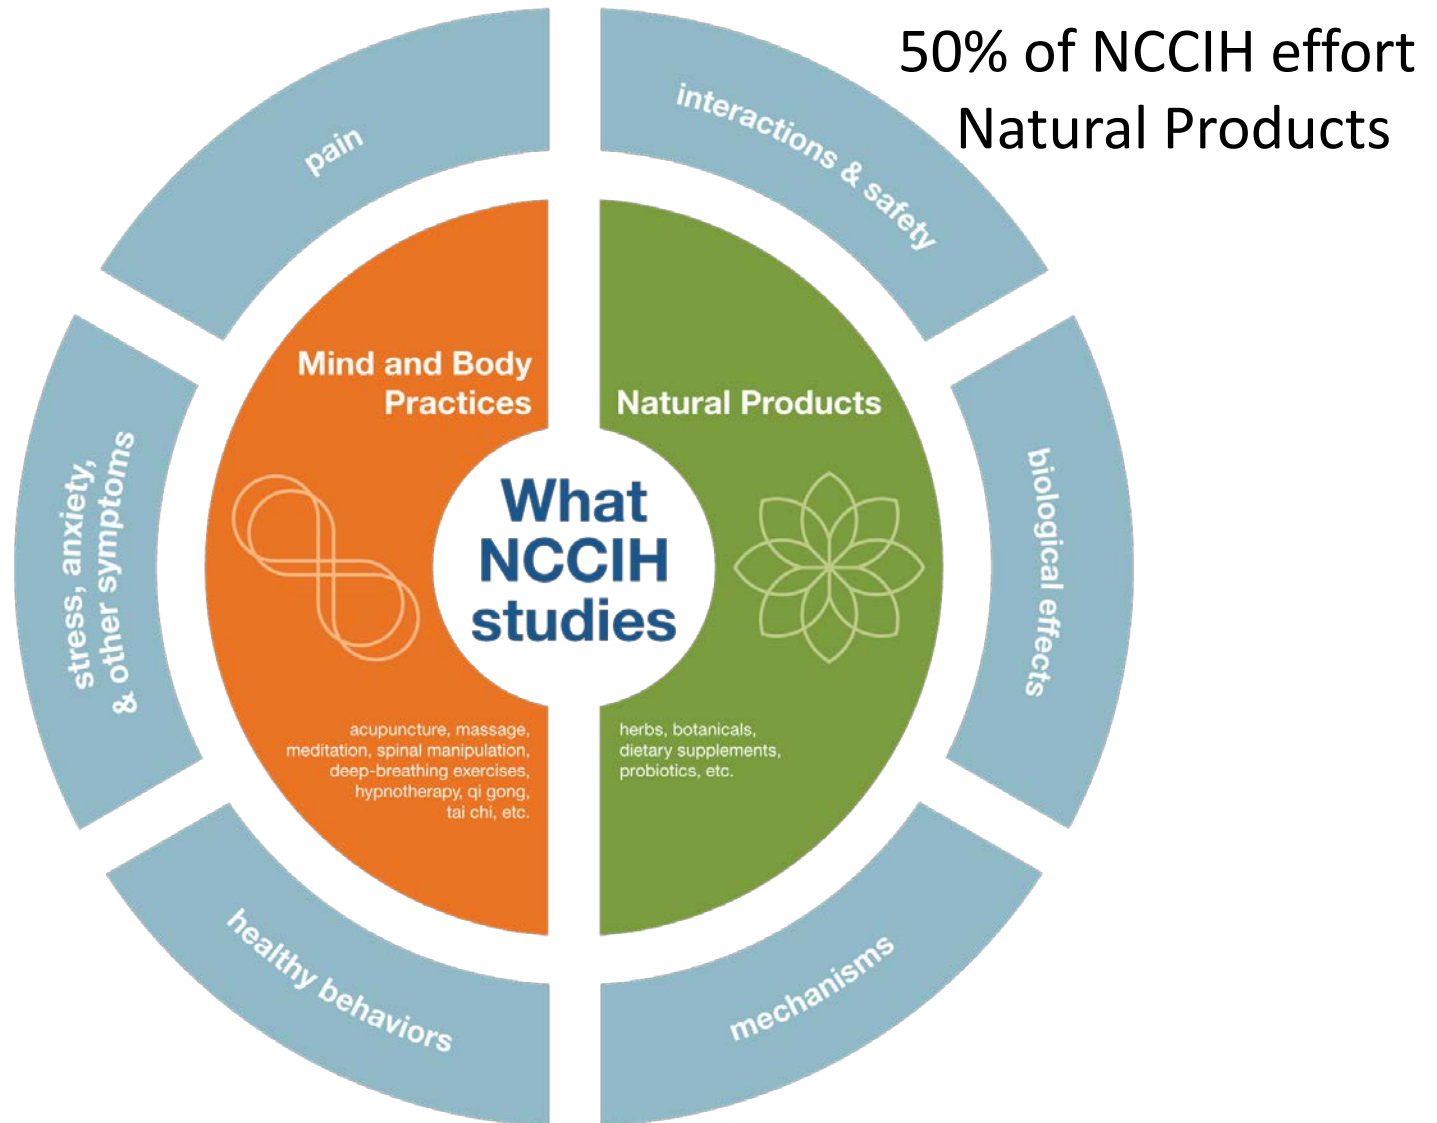 50% of NCCIH effort
Natural Products
pain
interactions & safety
Mind and Body
Practices
Natural Products
What
NCCIH
studies
stress, anxiety,
& other symptoms
biological effects
acupuncture, massage,
meditation, spinal manipulation,
deep-breathing exercises,
hypnotherapy, qi gong,
tai chi, etc.
herbs, botanicals,
dietary supplements,
probiotics, etc.
healthy behaviors
mechanisms